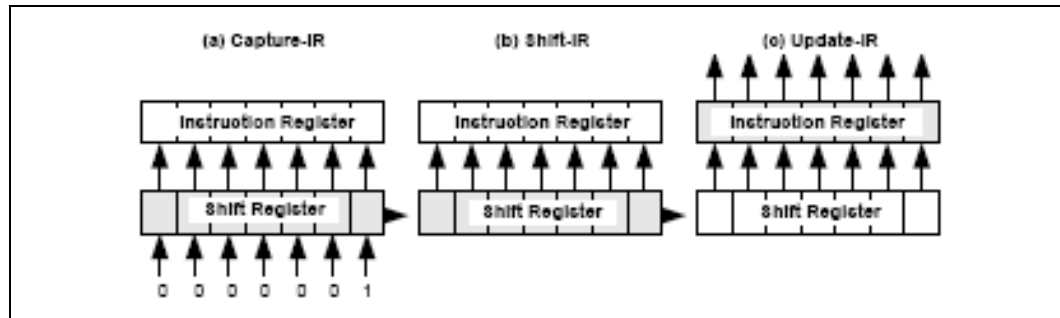 (a) Capture-IR (b) Shift-IR (c) Update-IR
Instruction Register Instruction Register Instruction Register
Shift Register Shift Register Shift Register
0 0 0 0 0 0 1